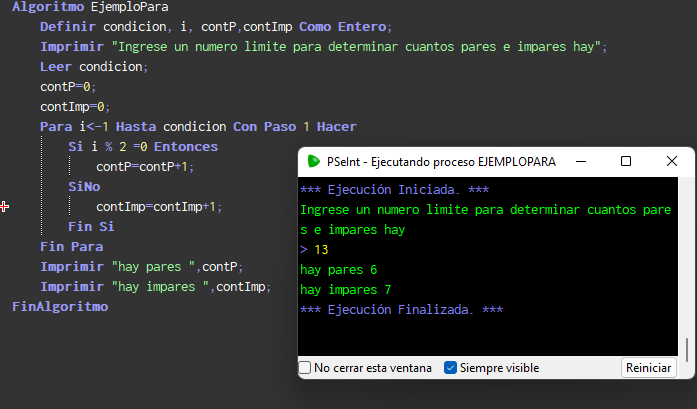 Algoritmo EjemploPara
Definir condicion, i, contP,contImp Como Entero;
Imprimir "Ingrese un numero limite para determinar cuantos pares e impares hay";
Leer condicion;
contP=0;
contImp=0;
Para i<-1 Hasta condicion Con Paso 1 Hacer
Si i % 2 =0 Entonces
contP=contP+1;
SiNo
contImp=contImp+1;
Fin Si
Fin Para
Imprimir "hay pares ",contP;
Imprimir "hay impares ",contImp;
FinAlgoritmo
PSeInt - Ejecutando proceso EJEMPLOPARA
*** Ejecución Iniciada. ***
Ingrese un numero limite para determinar cuantos pare
s e impares hay
> 13
hay pares 6
hay impares 7
*** Ejecución Finalizada. ***
No cerrar esta ventana Siempre visible Reiniciar